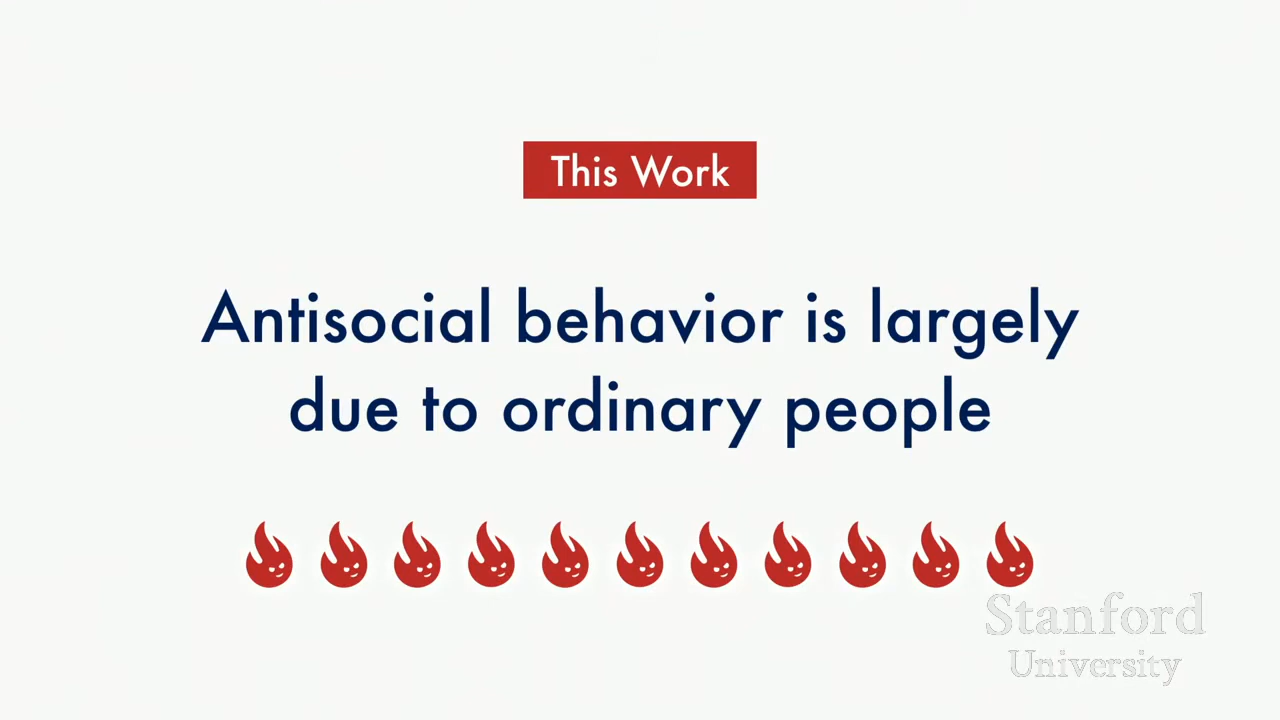 This Work
Antisocial behavior is largely
due to ordinary people
Stanford
University